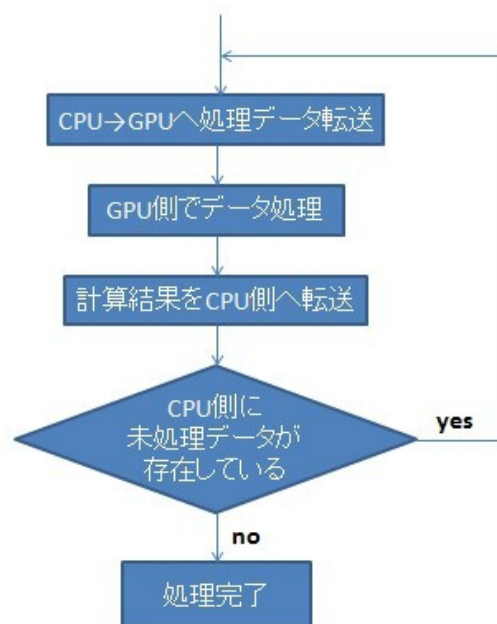 CPU→GPUへ処理データ転送
GPU側でデータ処理
計算結果をCPU側へ転送
CPU側に
未処理データが
存在している
yes
no
処理完了